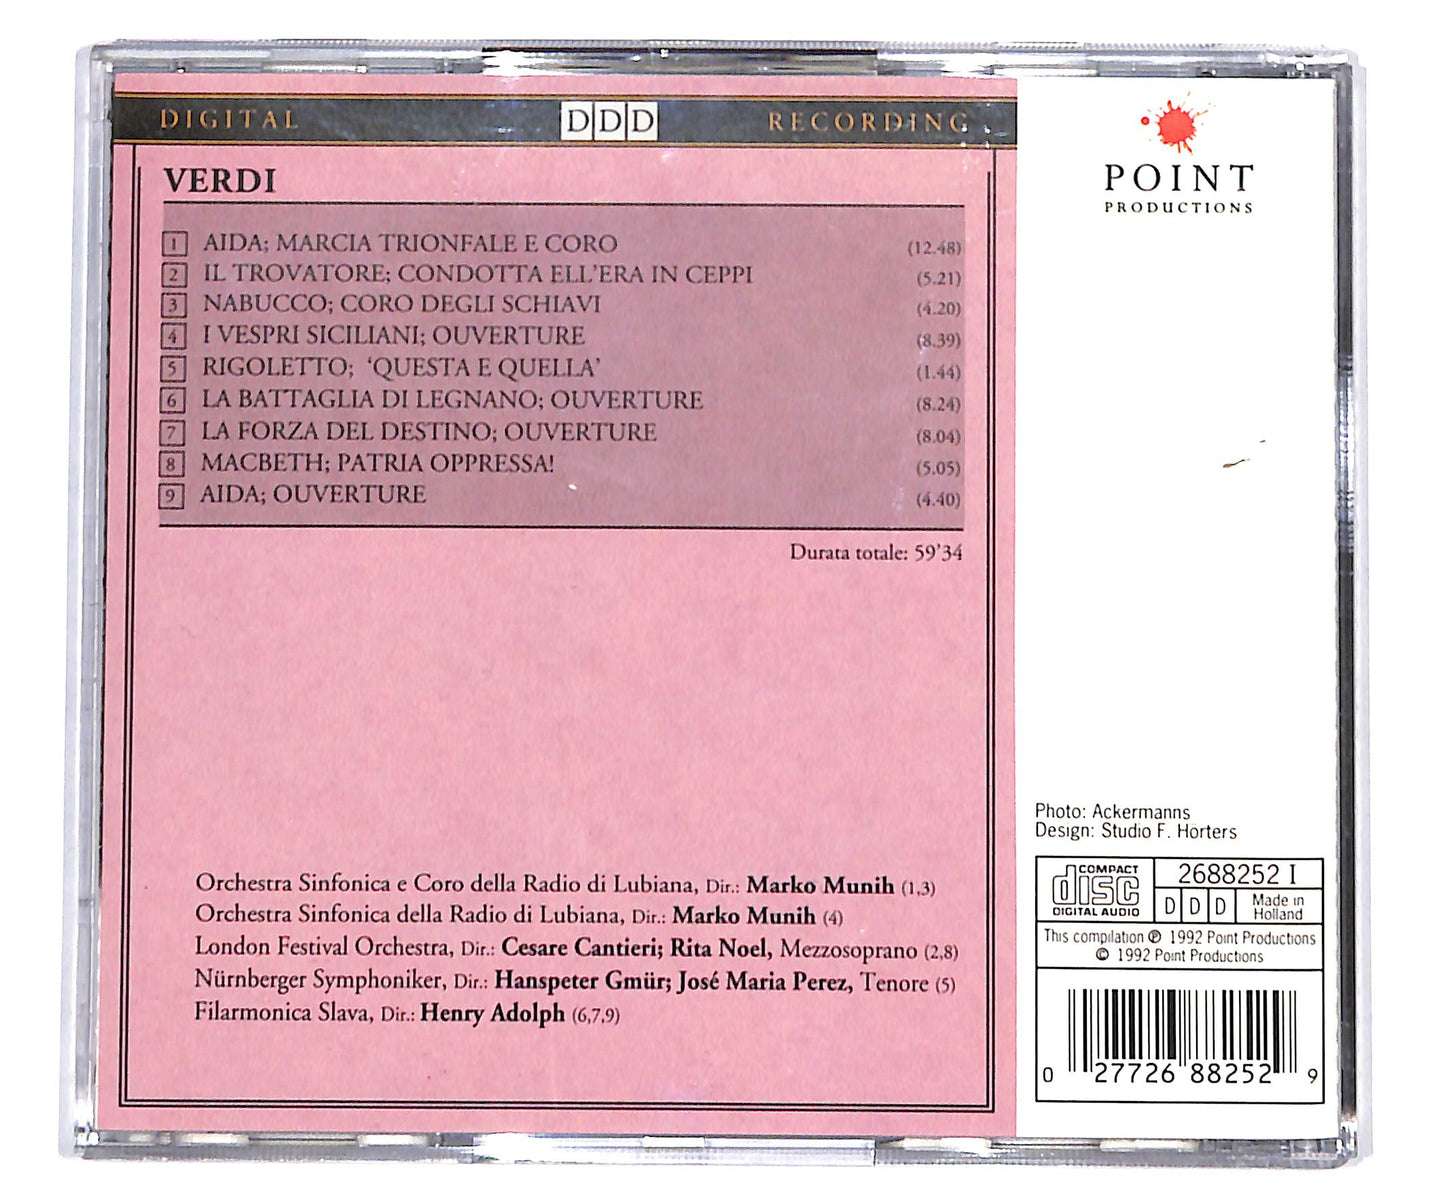 DIGITAL DDD RECORDING
VERDI
1 AIDA; MARCIA TRIONFALE E CORO (12.48)
2 IL TROVATORE; CONDOTTA ELL'ERA IN CEPPI (5.21)
3 NABUCCO; CORO DEGLI SCHIAVI (4.20)
4 I VESPRI SICILIANI; OUVERTURE (8.39)
5 RIGOLETTO; ‘QUESTA E QUELLA’ (1.44)
6 LA BATTAGLIA DI LEGNANO; OUVERTURE (8.24)
7 LA FORZA DEL DESTINO; OUVERTURE (8.04)
8 MACBETH; PATRIA OPPRESSA! (5.05)
9 AIDA; OUVERTURE (4.40)
Durata totale: 59’34
Orchestra Sinfonica e Coro della Radio di Lubiana, Dir.: Marko Munih (1,3)
Orchestra Sinfonica della Radio di Lubiana, Dir.: Marko Munih (4)
London Festival Orchestra, Dir.: Cesare Cantieri; Rita Noel, Mezzosoprano (2,8)
Nürnberger Symphoniker, Dir.: Hanspeter Gmür; José Maria Perez, Tenore (5)
Filarmonica Slava, Dir.: Henry Adolph (6,7,9)
POINT
PRODUCTIONS
Photo: Ackermanns
Design: Studio F. Hörters
COMPACT
disc
DIGITAL AUDIO
2688252 I
D D D
Made in
Holland
This compilation ℗ 1992 Point Productions
© 1992 Point Productions
0 27726 88252 9